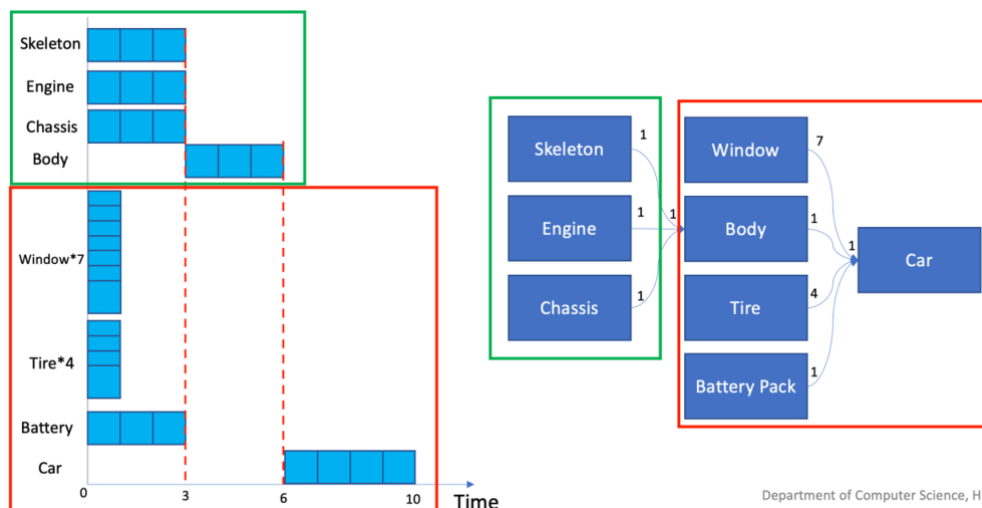 Skeleton
Engine
Chassis
Body
Window*7
Tire*4
Battery
Car
0
3
6
10
Time
Skeleton
1
Engine
1
Chassis
1
1
Window
7
Body
1
Tire
4
Battery Pack
1
1
Car
Department of Computer Science, H